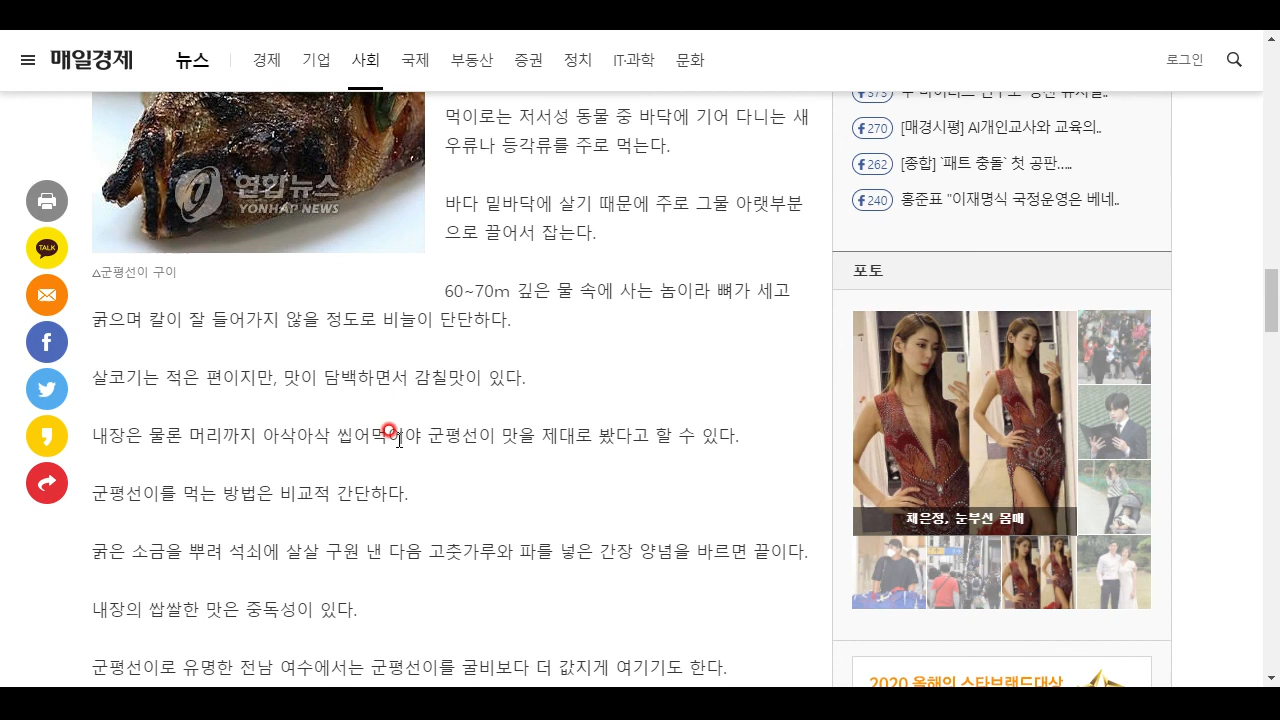 매일경제 뉴스 경제 기업 사회 국제 부동산 증권 정치 IT·과학 문화 로그인
먹이로는 저서성 동물 중 바닥에 기어 다니는 새
우류나 등각류를 주로 먹는다.
바다 밑바닥에 살기 때문에 주로 그물 아랫부분
으로 끌어서 잡는다.
연합뉴스
YONHAP NEWS
△군평선이 구이
60~70m 깊은 물 속에 사는 놈이라 뼈가 세고
굵으며 칼이 잘 들어가지 않을 정도로 비늘이 단단하다.
살코기는 적은 편이지만, 맛이 담백하면서 감칠맛이 있다.
내장은 물론 머리까지 아삭아삭 씹어먹어야 군평선이 맛을 제대로 봤다고 할 수 있다.
군평선이를 먹는 방법은 비교적 간단하다.
굵은 소금을 뿌려 석쇠에 살살 구워 낸 다음 고춧가루와 파를 넣은 간장 양념을 바르면 끝이다.
내장의 쌉쌀한 맛은 중독성이 있다.
군평선이로 유명한 전남 여수에서는 군평선이를 굴비보다 더 값지게 여기기도 한다.
TALK
270 [매경시평] AI개인교사와 교육의..
262 [종합] `패트 충돌` 첫 공판…..
240 홍준표 "이재명식 국정운영은 베네..
포토
채은정, 눈부신 몸매
2020 올해의 스타브랜드대상